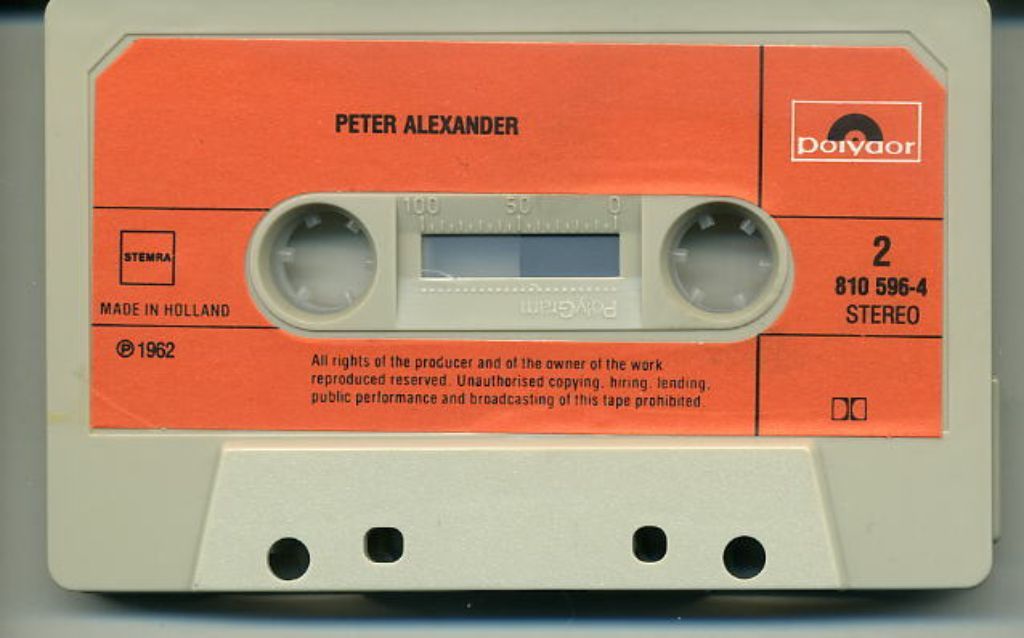 PETER ALEXANDER
polydor
100 50 0
STEMRA
2
810 596-4
MADE IN HOLLAND
STEREO
PolyGram
℗ 1962
All rights of the producer and of the owner of the work
reproduced reserved. Unauthorised copying, hiring, lending,
public performance and broadcasting of this tape prohibited.